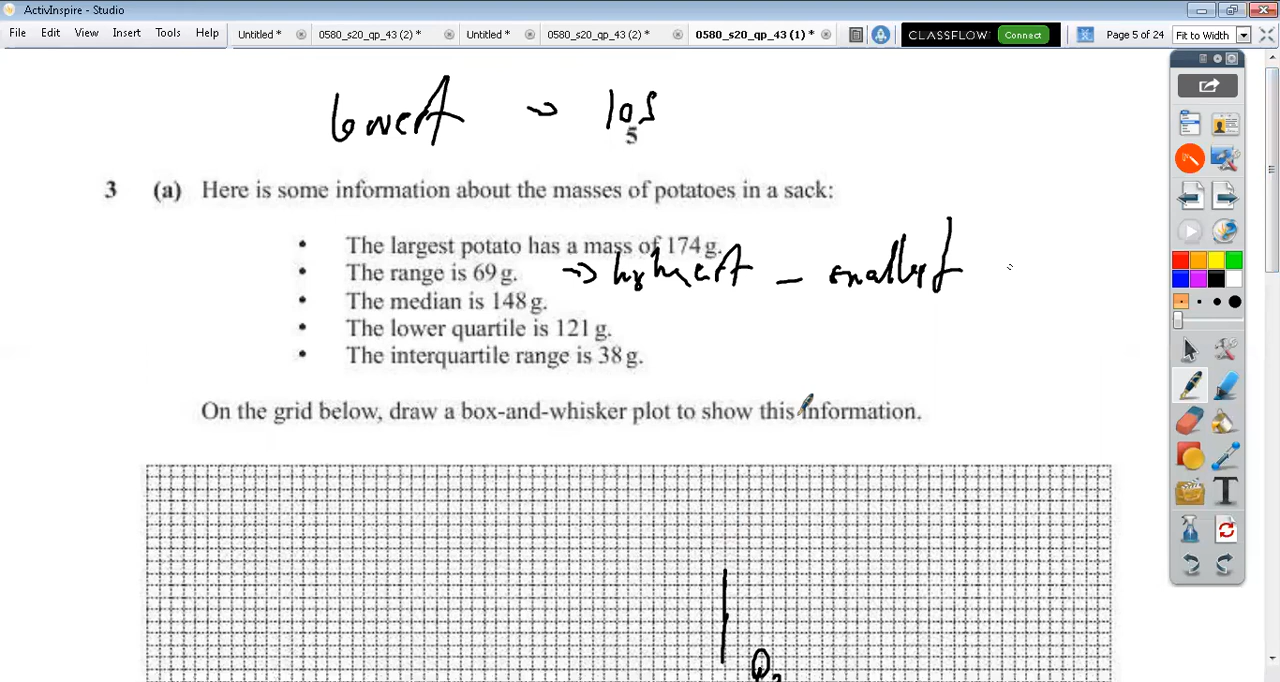 ActivInspire - Studio
File Edit View Insert Tools Help Untitled * 0580_s20_qp_43 (2) * Untitled * 0580_s20_qp_43 (2) * 0580_s20_qp_43 (1) * CLASSFLOW Connect Page 5 of 24 Fit to Width
lowest → 105
5
3 (a) Here is some information about the masses of potatoes in a sack:
• The largest potato has a mass of 174 g.
• The range is 69 g. → highest - smallest
• The median is 148 g.
• The lower quartile is 121 g.
• The interquartile range is 38 g.
On the grid below, draw a box-and-whisker plot to show this information.